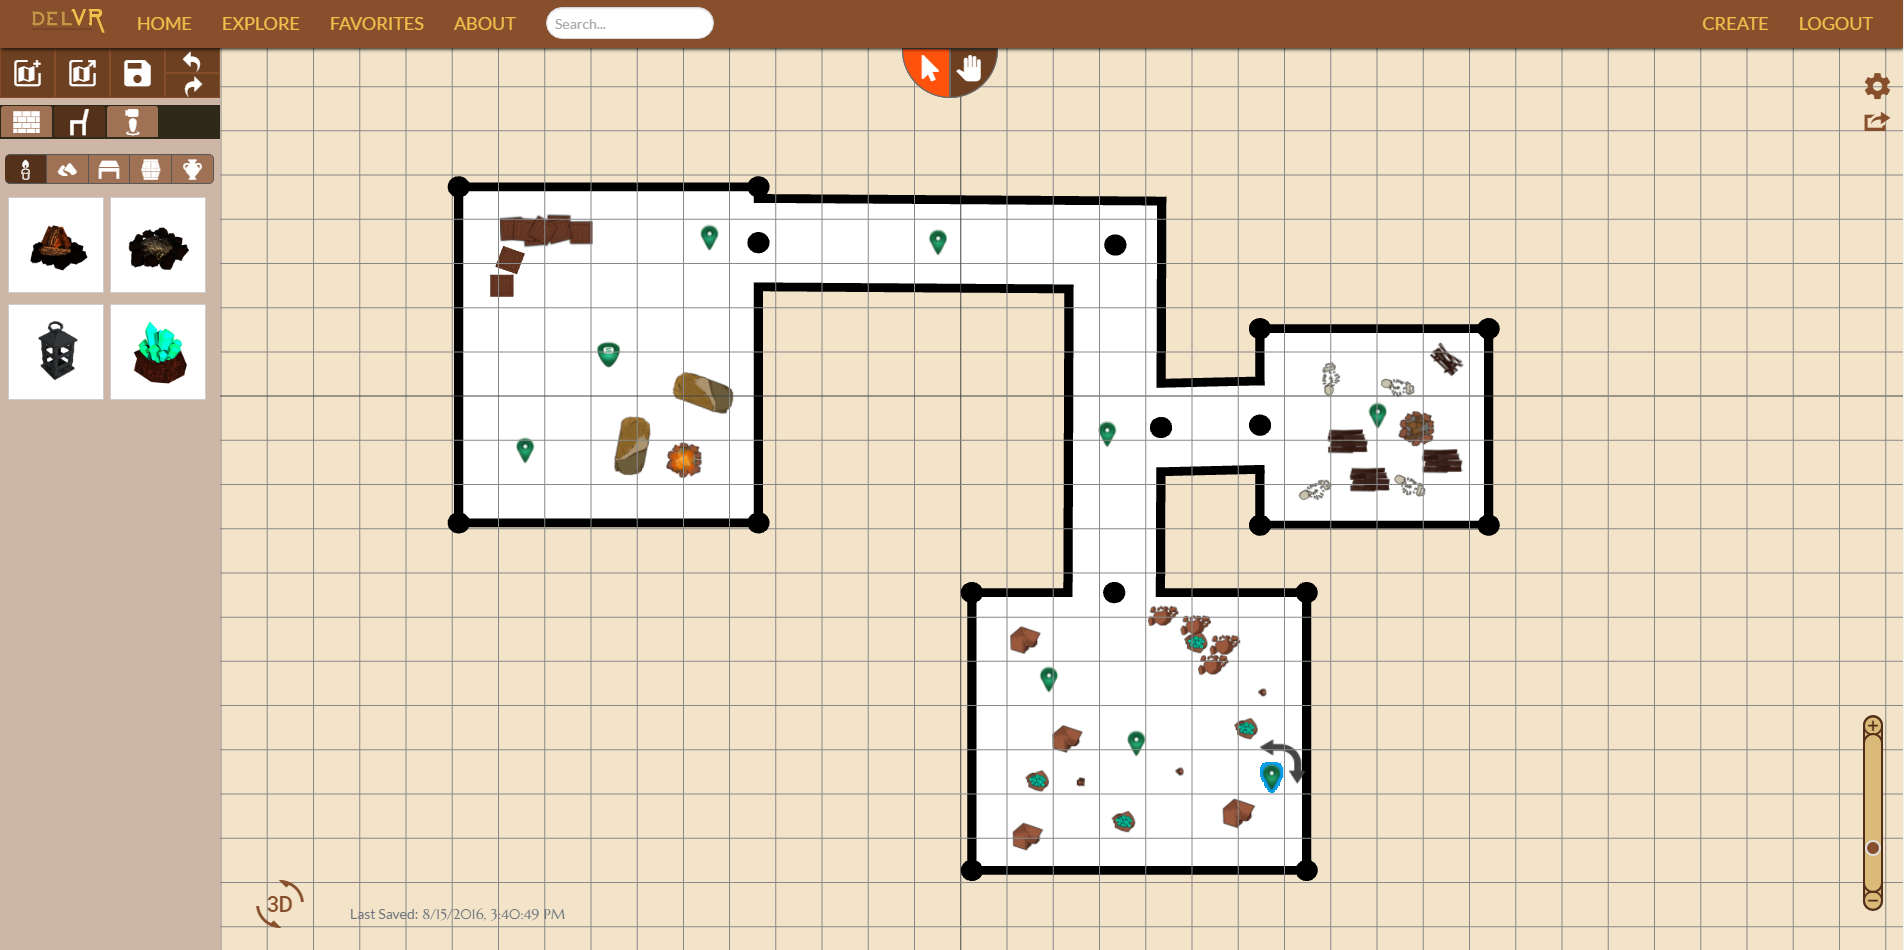 DELVR HOME EXPLORE FAVORITES ABOUT Search... CREATE LOGOUT
3D
Last Saved: 8/15/2016, 3:40:49 PM